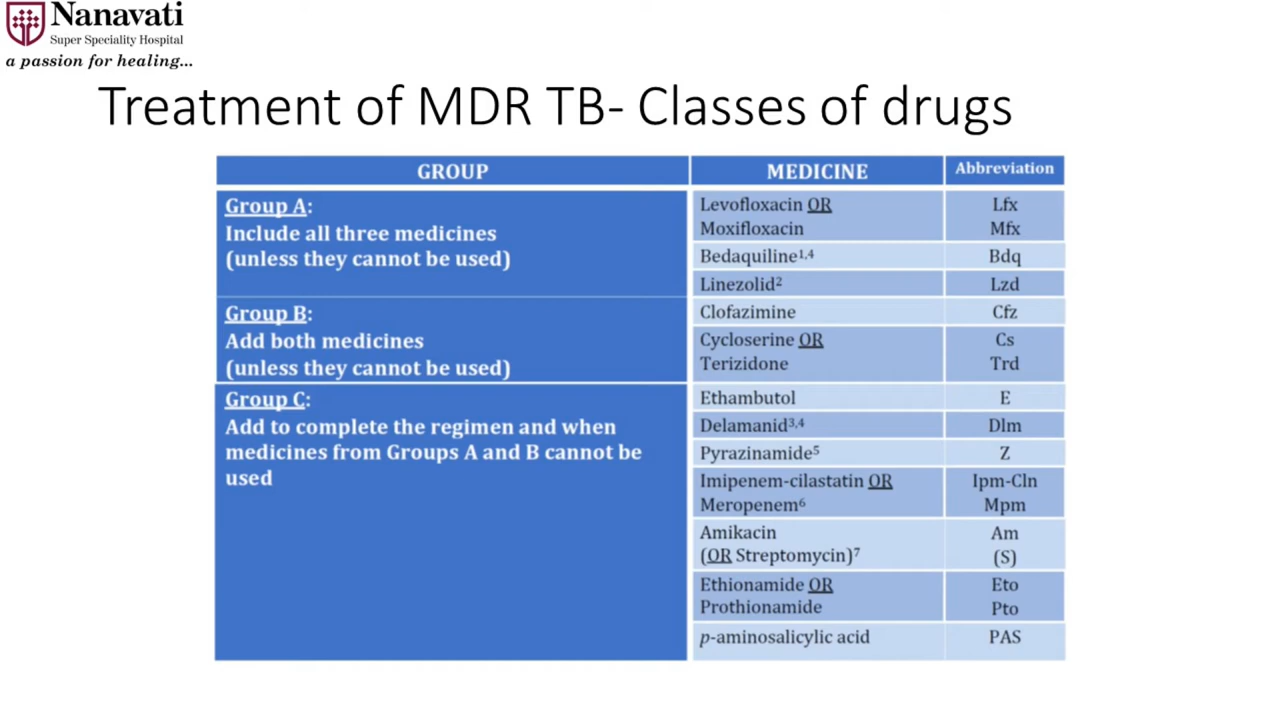 Nanavati
Super Speciality Hospital
a passion for healing...
Treatment of MDR TB- Classes of drugs
GROUP MEDICINE Abbreviation
Group A:
Include all three medicines
(unless they cannot be used)
Levofloxacin OR Lfx
Moxifloxacin Mfx
Bedaquiline1,4 Bdq
Linezolid2 Lzd
Group B:
Add both medicines
(unless they cannot be used)
Clofazimine Cfz
Cycloserine OR Cs
Terizidone Trd
Group C:
Add to complete the regimen and when
medicines from Groups A and B cannot be
used
Ethambutol E
Delamanid3,4 Dlm
Pyrazinamide5 Z
Imipenem-cilastatin OR Ipm-Cln
Meropenem6 Mpm
Amikacin Am
(OR Streptomycin)7 (S)
Ethionamide OR Eto
Prothionamide Pto
p-aminosalicylic acid PAS